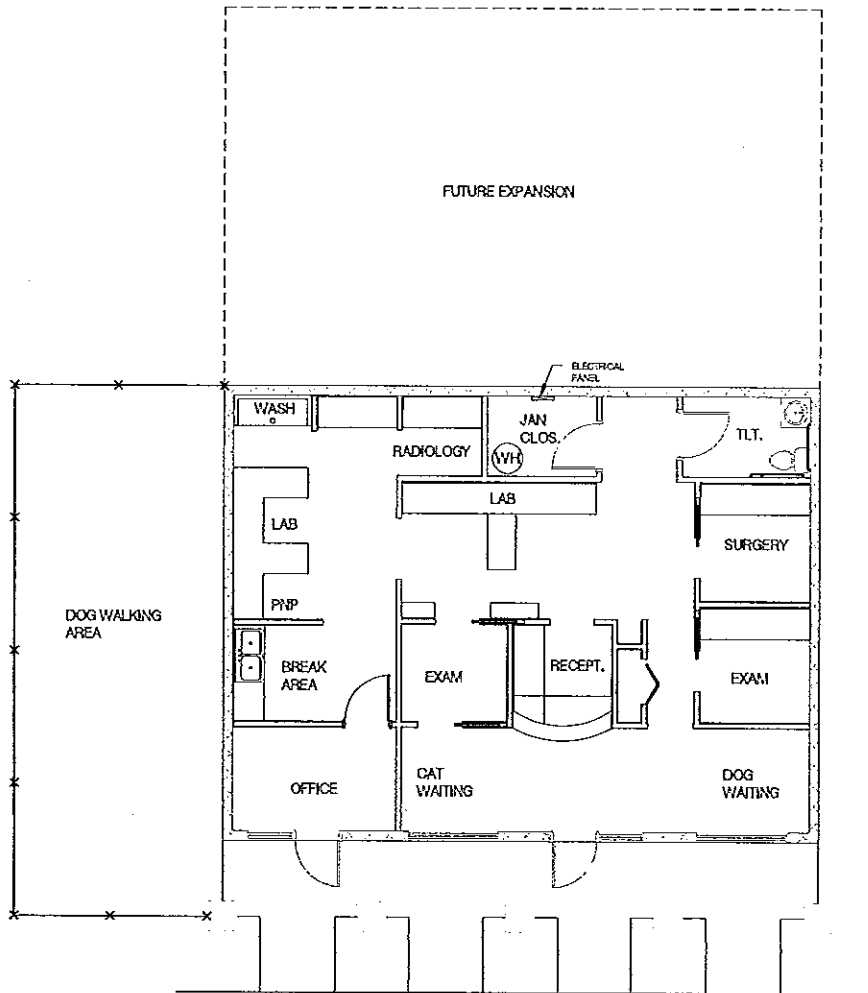 FUTURE EXPANSION
ELECTRICAL
PANEL
WASH
JAN
CLOS.
TLT.
RADIOLOGY
WH
LAB
LAB
SURGERY
PNP
DOG WALKING
AREA
BREAK
AREA
EXAM
RECEPT.
EXAM
OFFICE
CAT
WAITING
DOG
WAITING